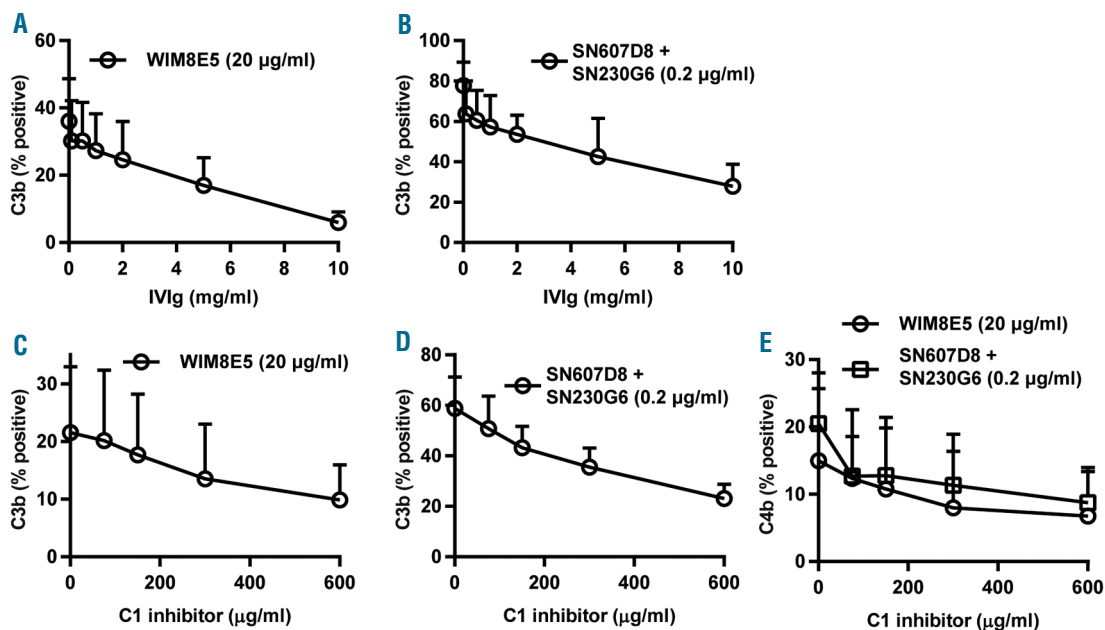 A
60
40
20
0
C3b (% positive)
WIM8E5 (20 µg/ml)
0 2 4 6 8 10
IVIg (mg/ml)
B
100
80
60
40
20
0
C3b (% positive)
SN607D8 +
SN230G6 (0.2 µg/ml)
0 2 4 6 8 10
IVIg (mg/ml)
C
30
20
10
0
C3b (% positive)
WIM8E5 (20 µg/ml)
0 200 400 600
C1 inhibitor (µg/ml)
D
80
60
40
20
0
C3b (% positive)
SN607D8 +
SN230G6 (0.2 µg/ml)
0 200 400 600
C1 inhibitor (µg/ml)
E
30
20
10
0
C4b (% positive)
WIM8E5 (20 µg/ml)
SN607D8 +
SN230G6 (0.2 µg/ml)
0 200 400 600
C1 inhibitor (µg/ml)